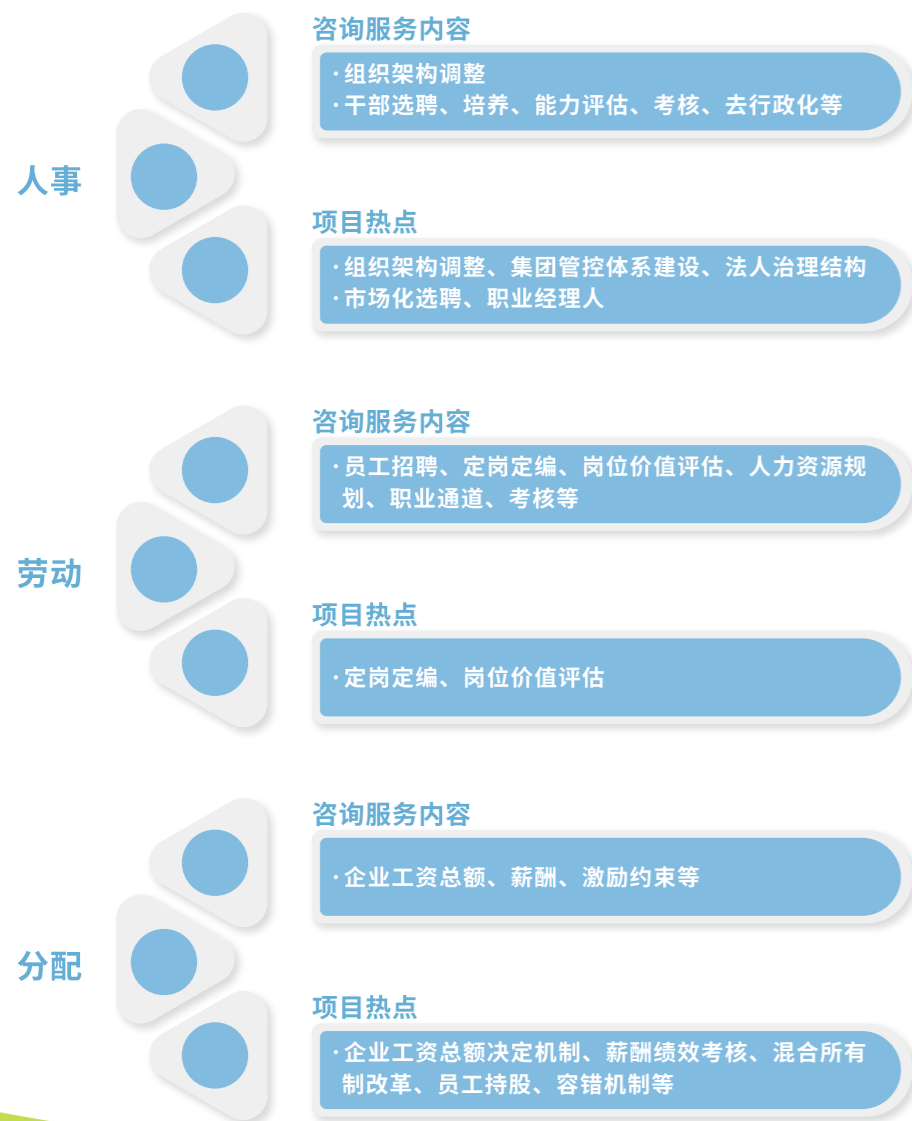 咨询服务内容
·组织架构调整
·干部选聘、培养、能力评估、考核、去行政化等
人事
项目热点
·组织架构调整、集团管控体系建设、法人治理结构
·市场化选聘、职业经理人
咨询服务内容
·员工招聘、定岗定编、岗位价值评估、人力资源规
划、职业通道、考核等
劳动
项目热点
·定岗定编、岗位价值评估
咨询服务内容
·企业工资总额、薪酬、激励约束等
分配
项目热点
·企业工资总额决定机制、薪酬绩效考核、混合所有
制改革、员工持股、容错机制等